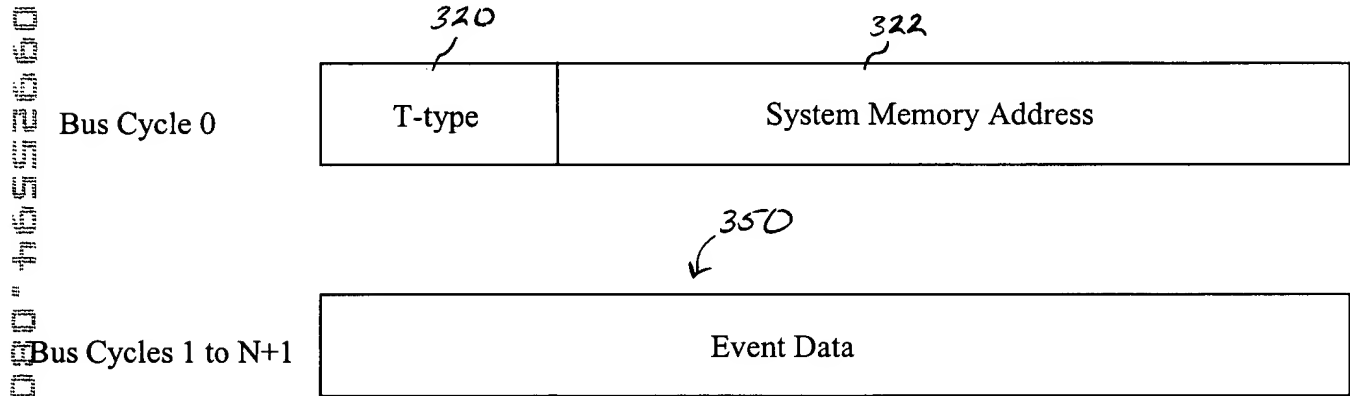 320
322
Bus Cycle 0
T-type
System Memory Address
350
Bus Cycles 1 to N+1
Event Data